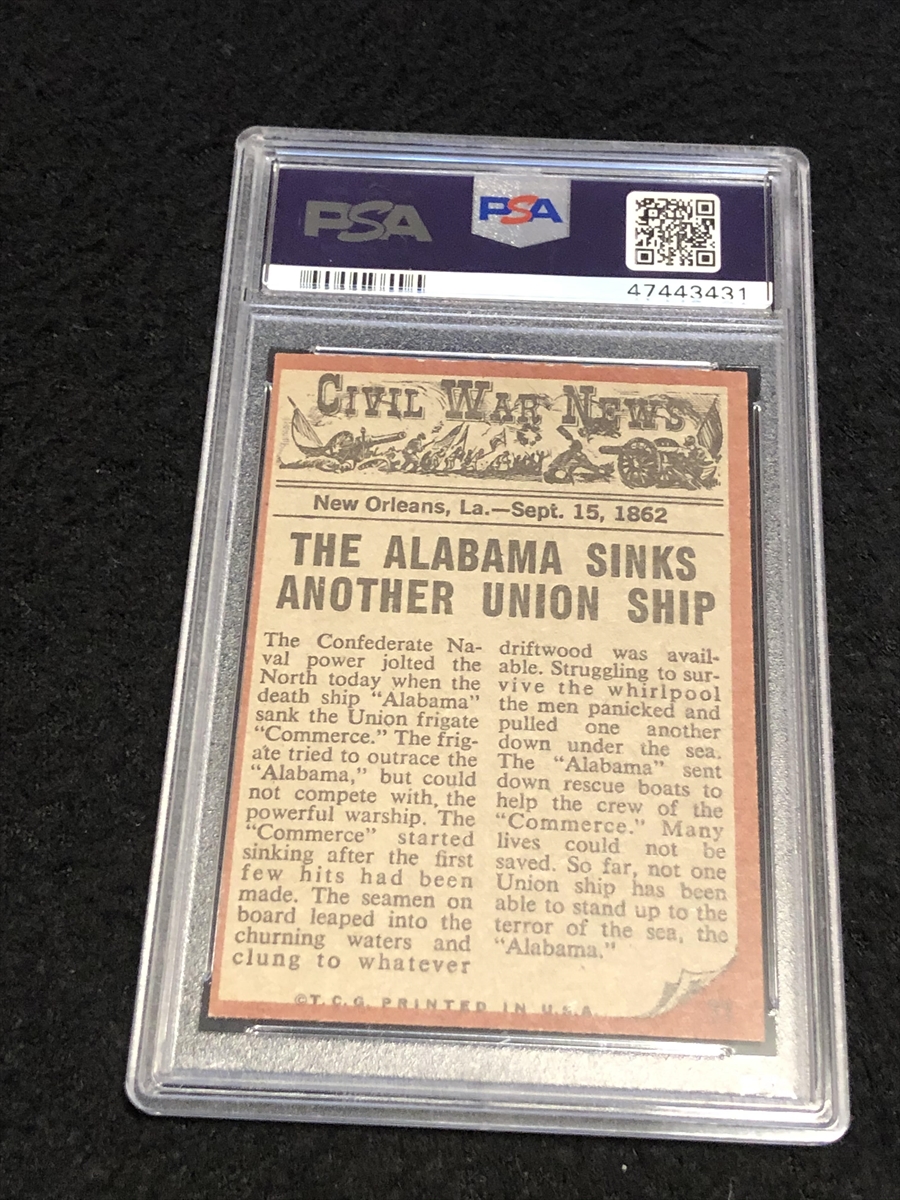 PSA
PSA
47443431
CIVIL WAR NEWS
New Orleans, La.—Sept. 15, 1862
THE ALABAMA SINKS
ANOTHER UNION SHIP
The Confederate Na-
val power jolted the
North today when the
death ship "Alabama"
sank the Union frigate
"Commerce." The frig-
ate tried to outrace the
"Alabama," but could
not compete with, the
powerful warship. The
"Commerce" started
sinking after the first
few hits had been
made. The seamen on
board leaped into the
churning waters and
clung to whatever
driftwood was avail-
able. Struggling to sur-
vive the whirlpool
the men panicked and
pulled one another
down under the sea.
The "Alabama" sent
down rescue boats to
help the crew of the
"Commerce." Many
lives could not be
saved. So far, not one
Union ship has been
able to stand up to the
terror of the sea, the
"Alabama."
©T.C.G. PRINTED IN U.S.A.